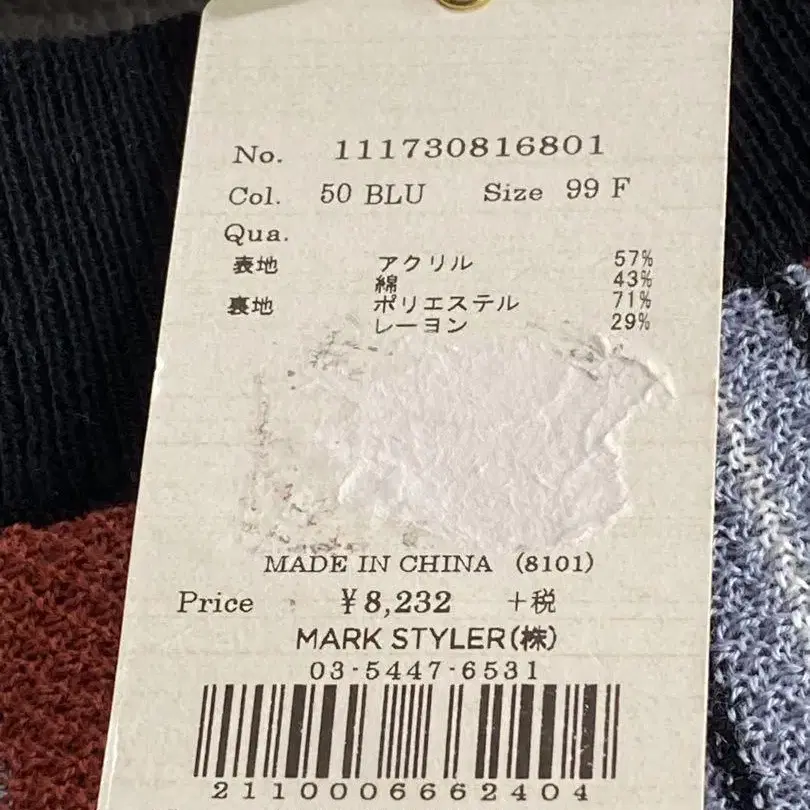 No. 111730816801
Col. 50 BLU Size 99 F
Qua.
表地 アクリル 57%
綿 43%
裏地 ポリエステル 71%
レーヨン 29%
MADE IN CHINA (8101)
Price ¥8,232 +税
MARK STYLER(株)
03-5447-6531
2110006662404